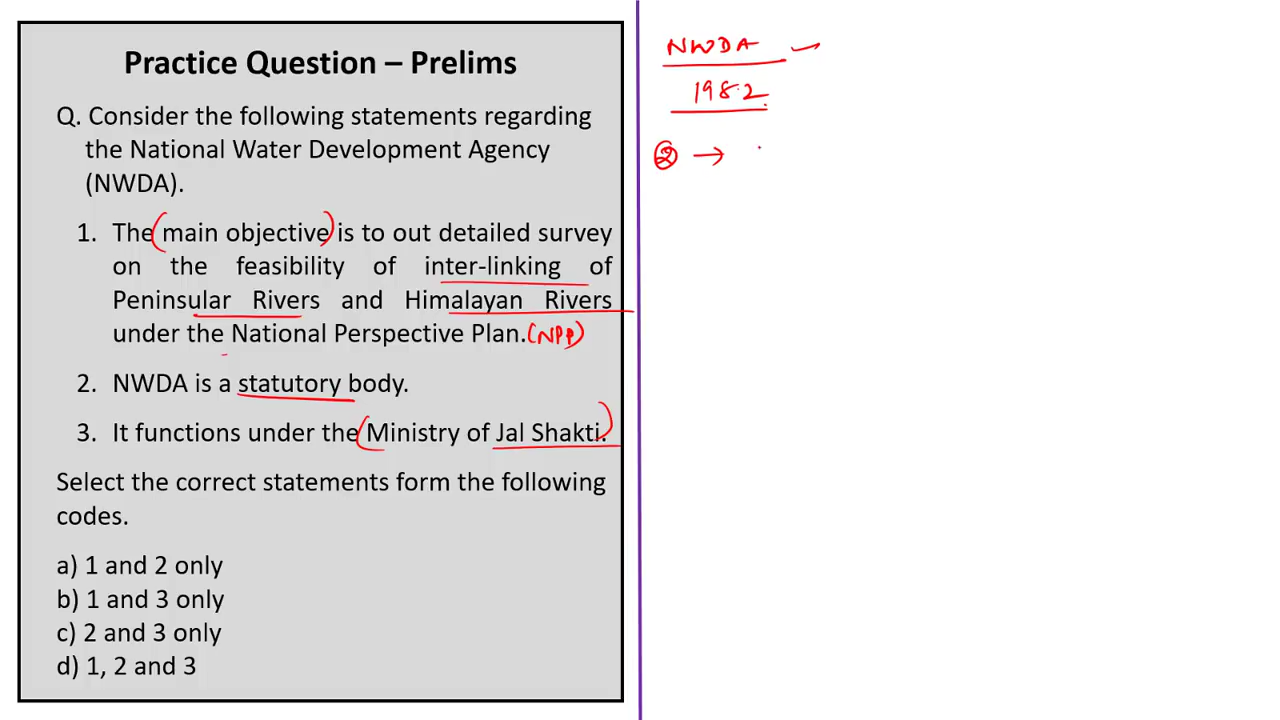 Practice Question – Prelims
Q. Consider the following statements regarding
the National Water Development Agency
(NWDA).
1. The main objective is to out detailed survey
on the feasibility of inter-linking of
Peninsular Rivers and Himalayan Rivers
under the National Perspective Plan. (NPP)
2. NWDA is a statutory body.
3. It functions under the Ministry of Jal Shakti.
Select the correct statements form the following
codes.
a) 1 and 2 only
b) 1 and 3 only
c) 2 and 3 only
d) 1, 2 and 3
NWDA
1982
② →